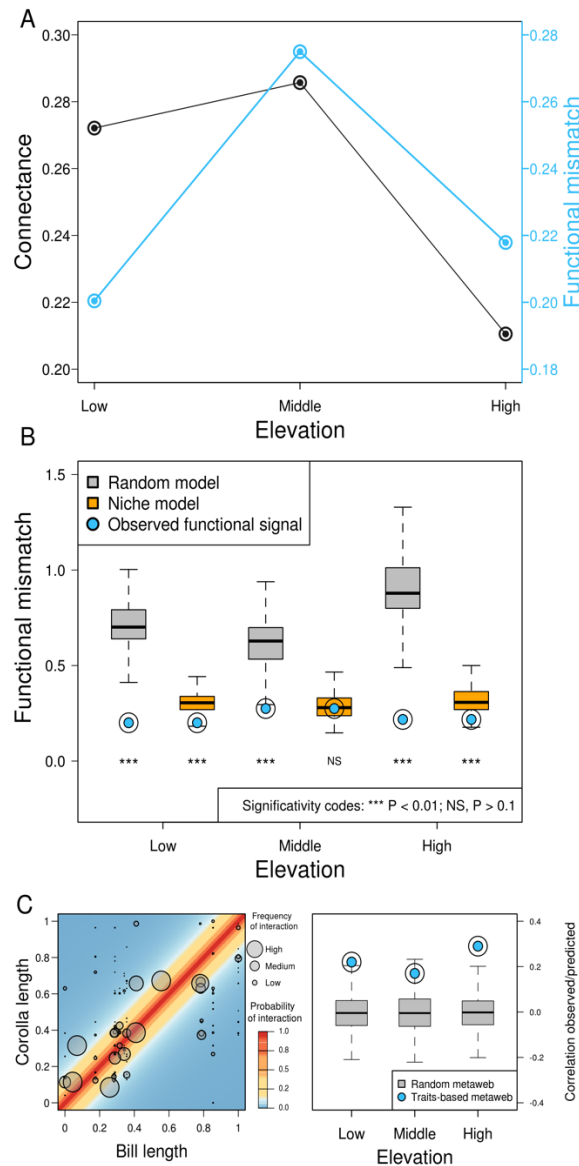 A
0.30
0.28
0.26
0.24
0.22
0.20
Connectance
0.28
0.26
0.24
0.22
0.20
0.18
Functional mismatch
Low
Middle
High
Elevation
B
1.5
1.0
0.5
0.0
Functional mismatch
Random model
Niche model
Observed functional signal
***
***
***
NS
***
***
Significativity codes: *** P < 0.01; NS, P > 0.1
Low
Middle
High
Elevation
C
1
0.8
0.6
0.4
0.2
0
Corolla length
0
0.2
0.4
0.6
0.8
1
Bill length
Frequency
of interaction
High
Medium
Low
Probability
of interaction
1.0
0.8
0.6
0.4
0.2
0.0
0.4
0.2
0.0
-0.2
-0.4
Correlation observed/predicted
Random metaweb
Traits-based metaweb
Low
Middle
High
Elevation